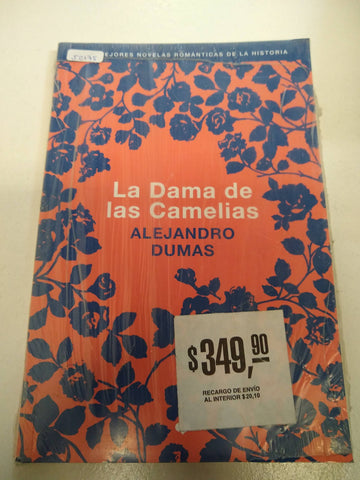 EJORES NOVELAS ROMÁNTICAS DE LA HISTORIA
La Dama de
las Camelias
ALEJANDRO
DUMAS
$349,90
RECARGO DE ENVÍO
AL INTERIOR $20,10